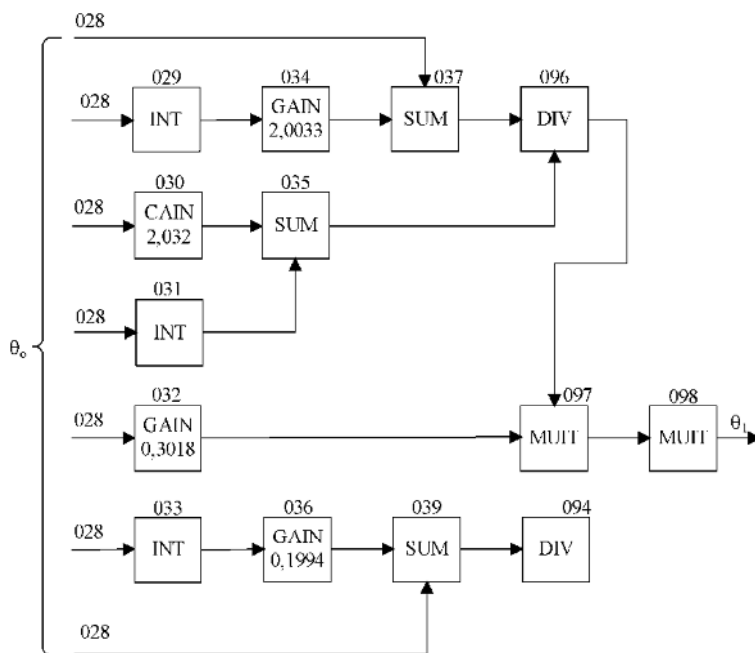 028
029 034 037 096
028 INT GAIN SUM DIV
2,0033
030 035
028 CAIN SUM
2,032
031
028 INT
θo
032 097 098
028 GAIN MUIT MUIT θ1
0,3018
033 036 039 094
028 INT GAIN SUM DIV
0,1994
028